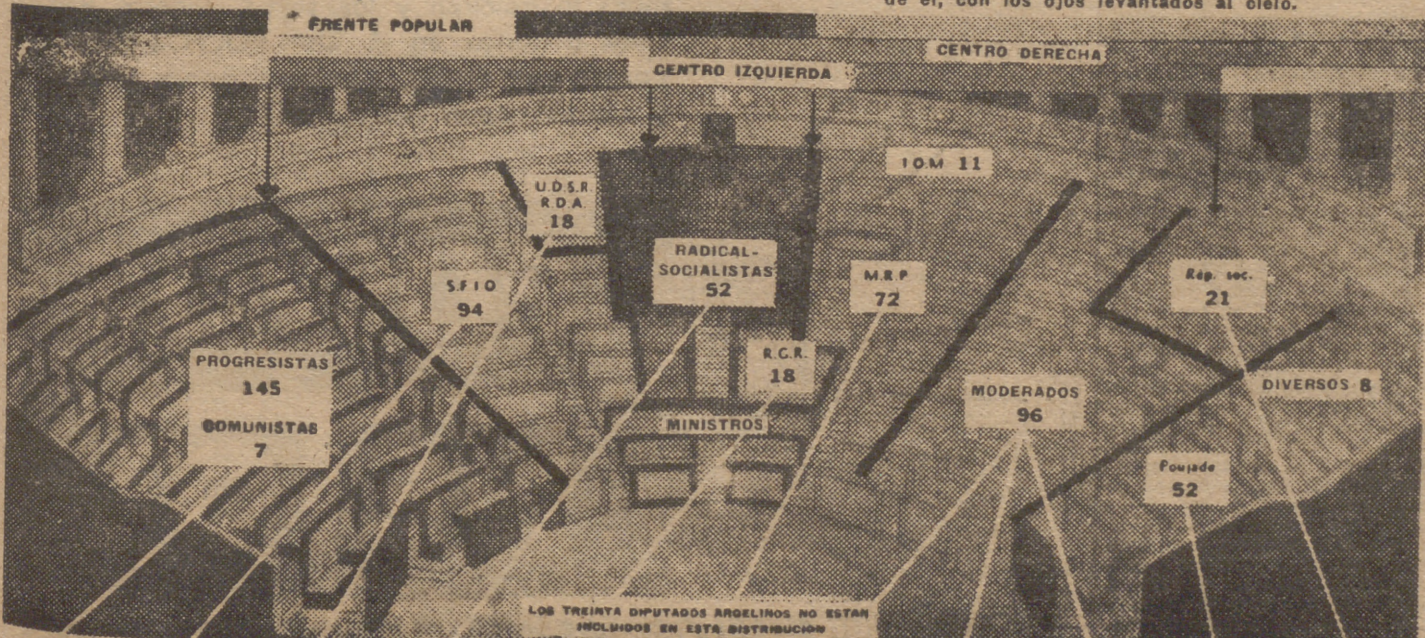 de él, con los ojos levantados al cielo.
* FRENTE POPULAR
CENTRO IZQUIERDA
CENTRO DERECHA
I O M 11
U.D.S.R
R.D.A.
18
S.F I O
94
RADICAL-
SOCIALISTAS
52
M.R.P
72
Rép. soc.
21
PROGRESISTAS
145
COMUNISTAS
7
R.G.R.
18
MINISTROS
MODERADOS
96
DIVERSOS 8
Poujade
52
LOS TREINTA DIPUTADOS ARGELINOS NO ESTAN
INCLUIDOS EN ESTA DISTRIBUCION